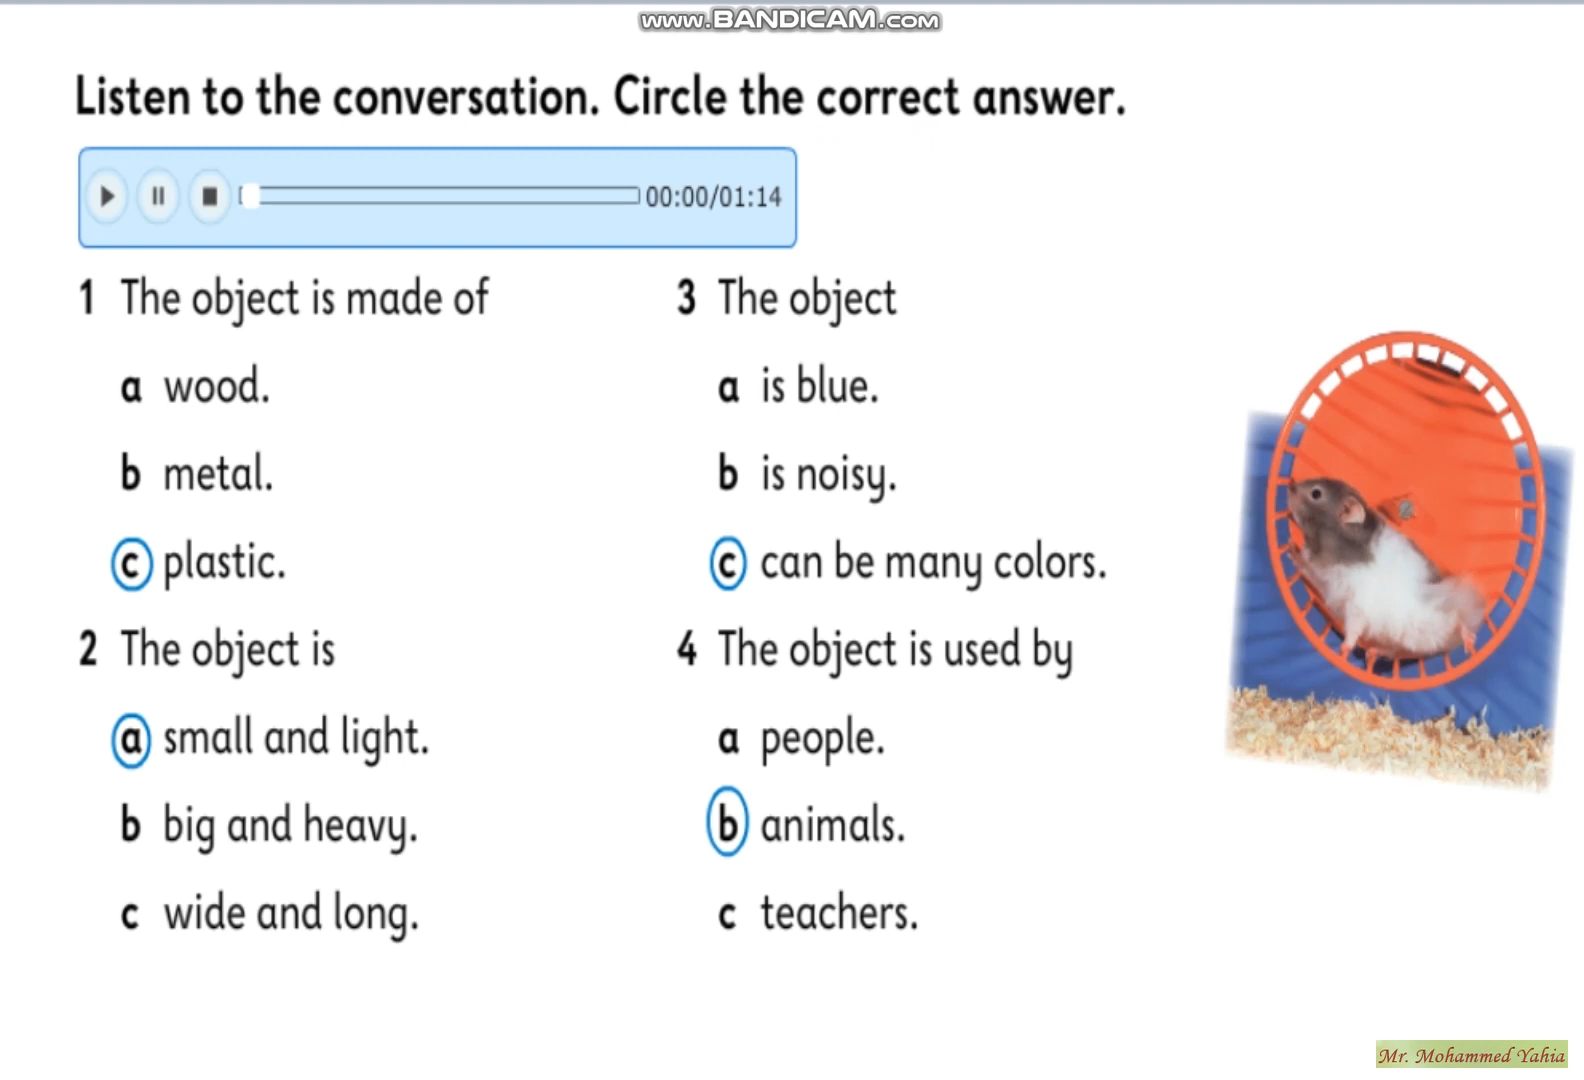 www.BANDICAM.com
Listen to the conversation. Circle the correct answer.
00:00/01:14
1 The object is made of
a wood.
b metal.
c plastic.
2 The object is
a small and light.
b big and heavy.
c wide and long.
3 The object
a is blue.
b is noisy.
c can be many colors.
4 The object is used by
a people.
b animals.
c teachers.
Mr. Mohammed Yahia